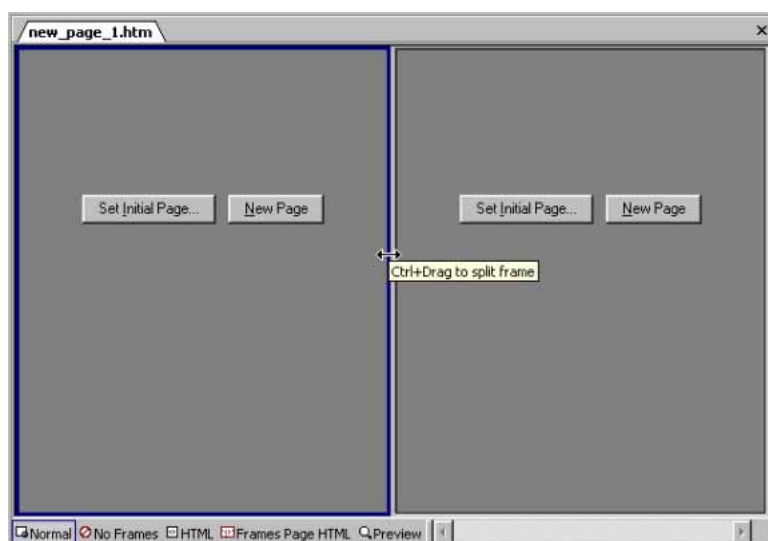 new_page_1.htm
Set Initial Page... New Page Set Initial Page... New Page
Ctrl+Drag to split frame
Normal No Frames HTML Frames Page HTML Preview